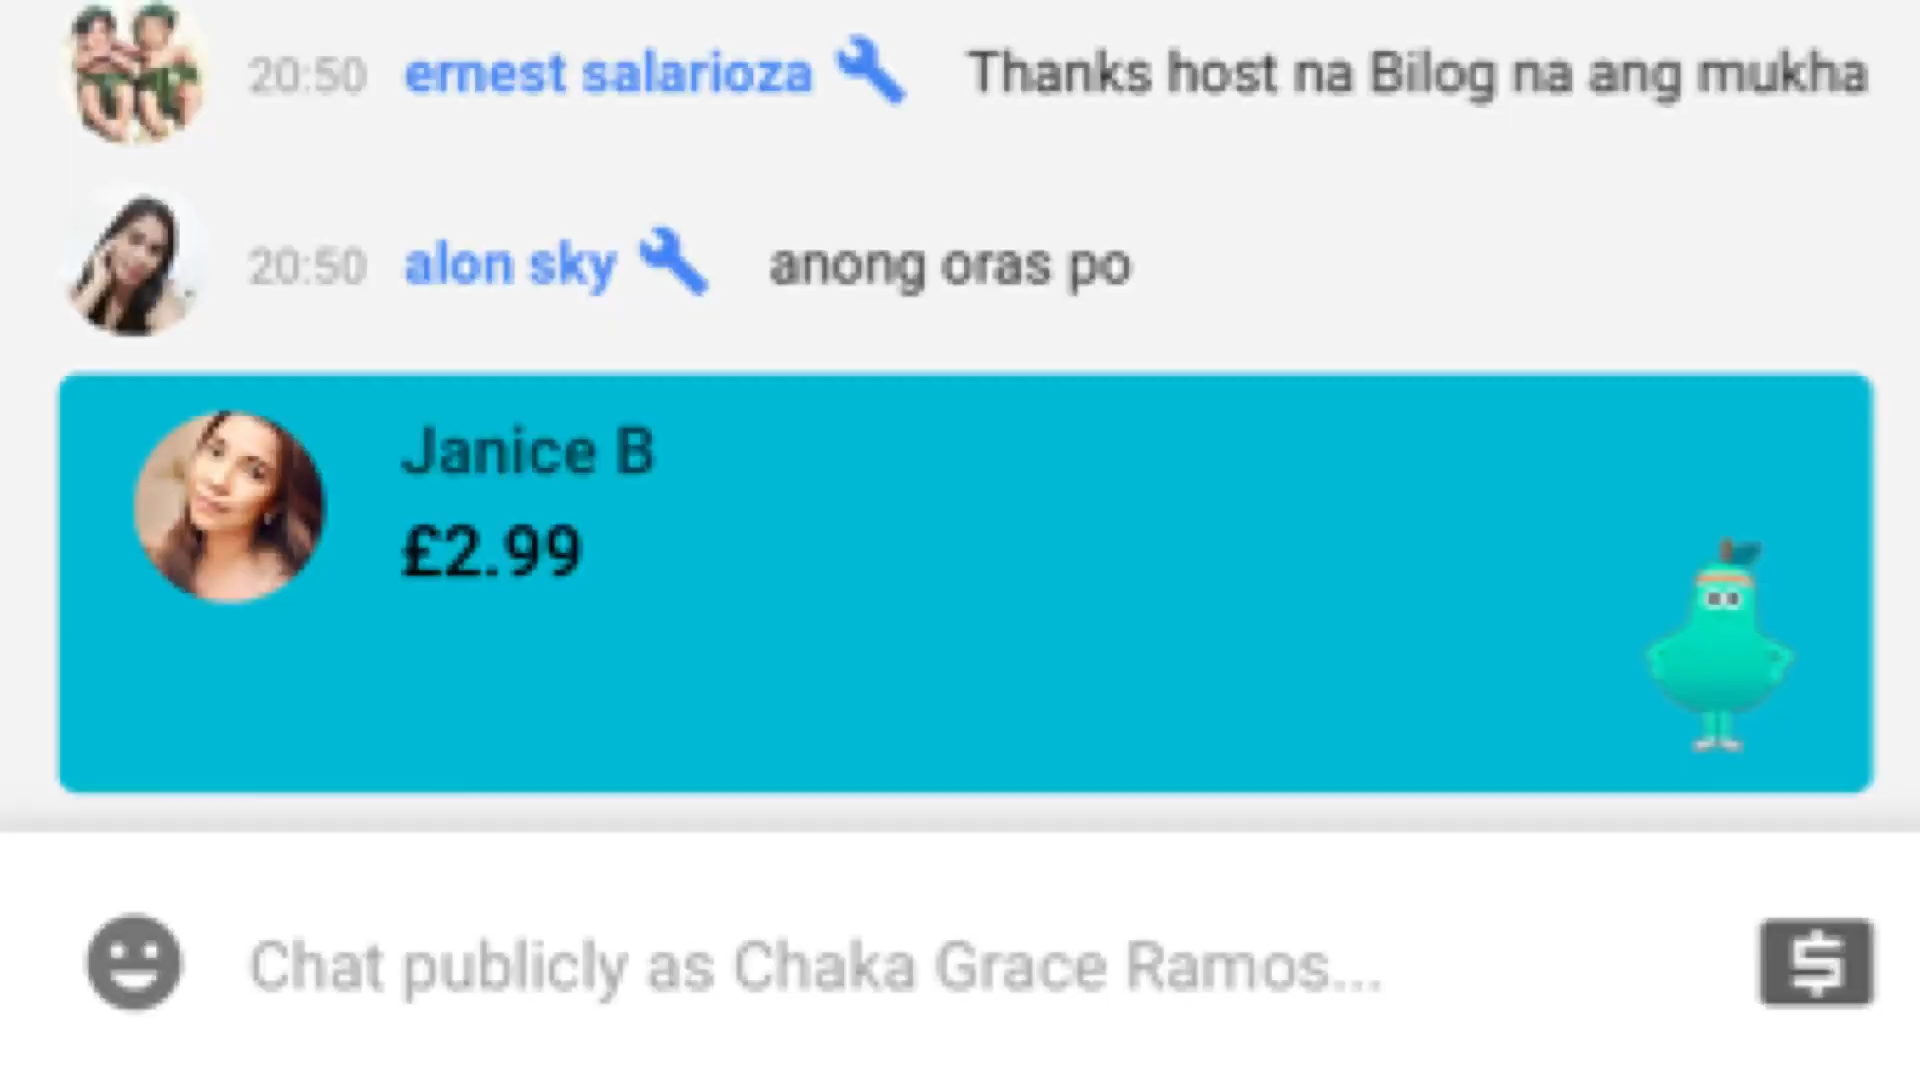 20:50 ernest salarioza Thanks host na Bilog na ang mukha
20:50 alon sky anong oras po
Janice B
£2.99
Chat publicly as Chaka Grace Ramos...